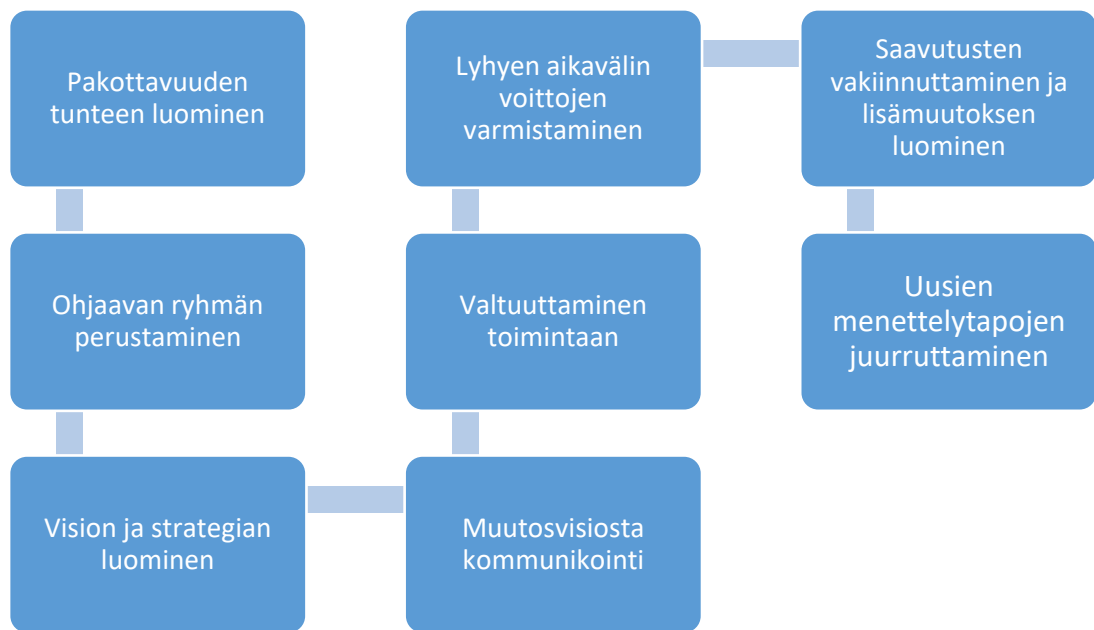 Pakottavuuden
tunteen luominen
Ohjaavan ryhmän
perustaminen
Vision ja strategian
luominen
Muutosvisiosta
kommunikointi
Valtuuttaminen
toimintaan
Lyhyen aikavälin
voittojen
varmistaminen
Saavutusten
vakiinnuttaminen ja
lisämuutoksen
luominen
Uusien
menettelytapojen
juurruttaminen